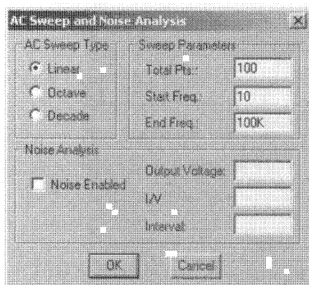 AC Sweep and Noise Analysis
AC Sweep Type
Linear
Octave
Decade
Sweep Parameters
Total Pts.: 100
Start Freq.: 10
End Freq.: 100K
Noise Analysis
Noise Enabled
Output Voltage:
I/V
Interval:
OK
Cancel